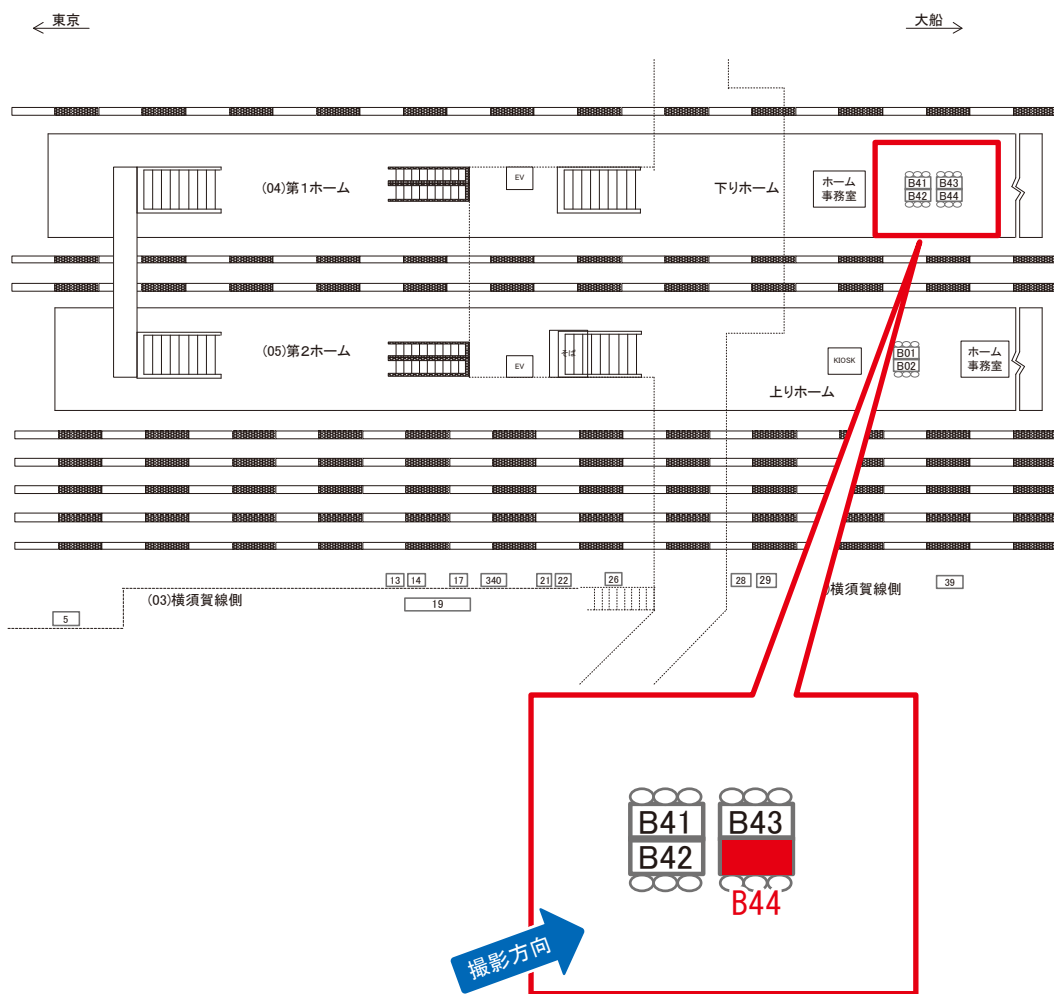 東京
大船
(04)第1ホーム
EV
下りホーム
ホーム
事務室
B41
B42
B43
B44
(05)第2ホーム
EV
そば
KIOSK
上りホーム
B01
B02
ホーム
事務室
13
14
17
340
21
22
26
28
29
39
(03)横須賀線側
19
横須賀線側
5
B41
B42
B43
B44
撮影方向